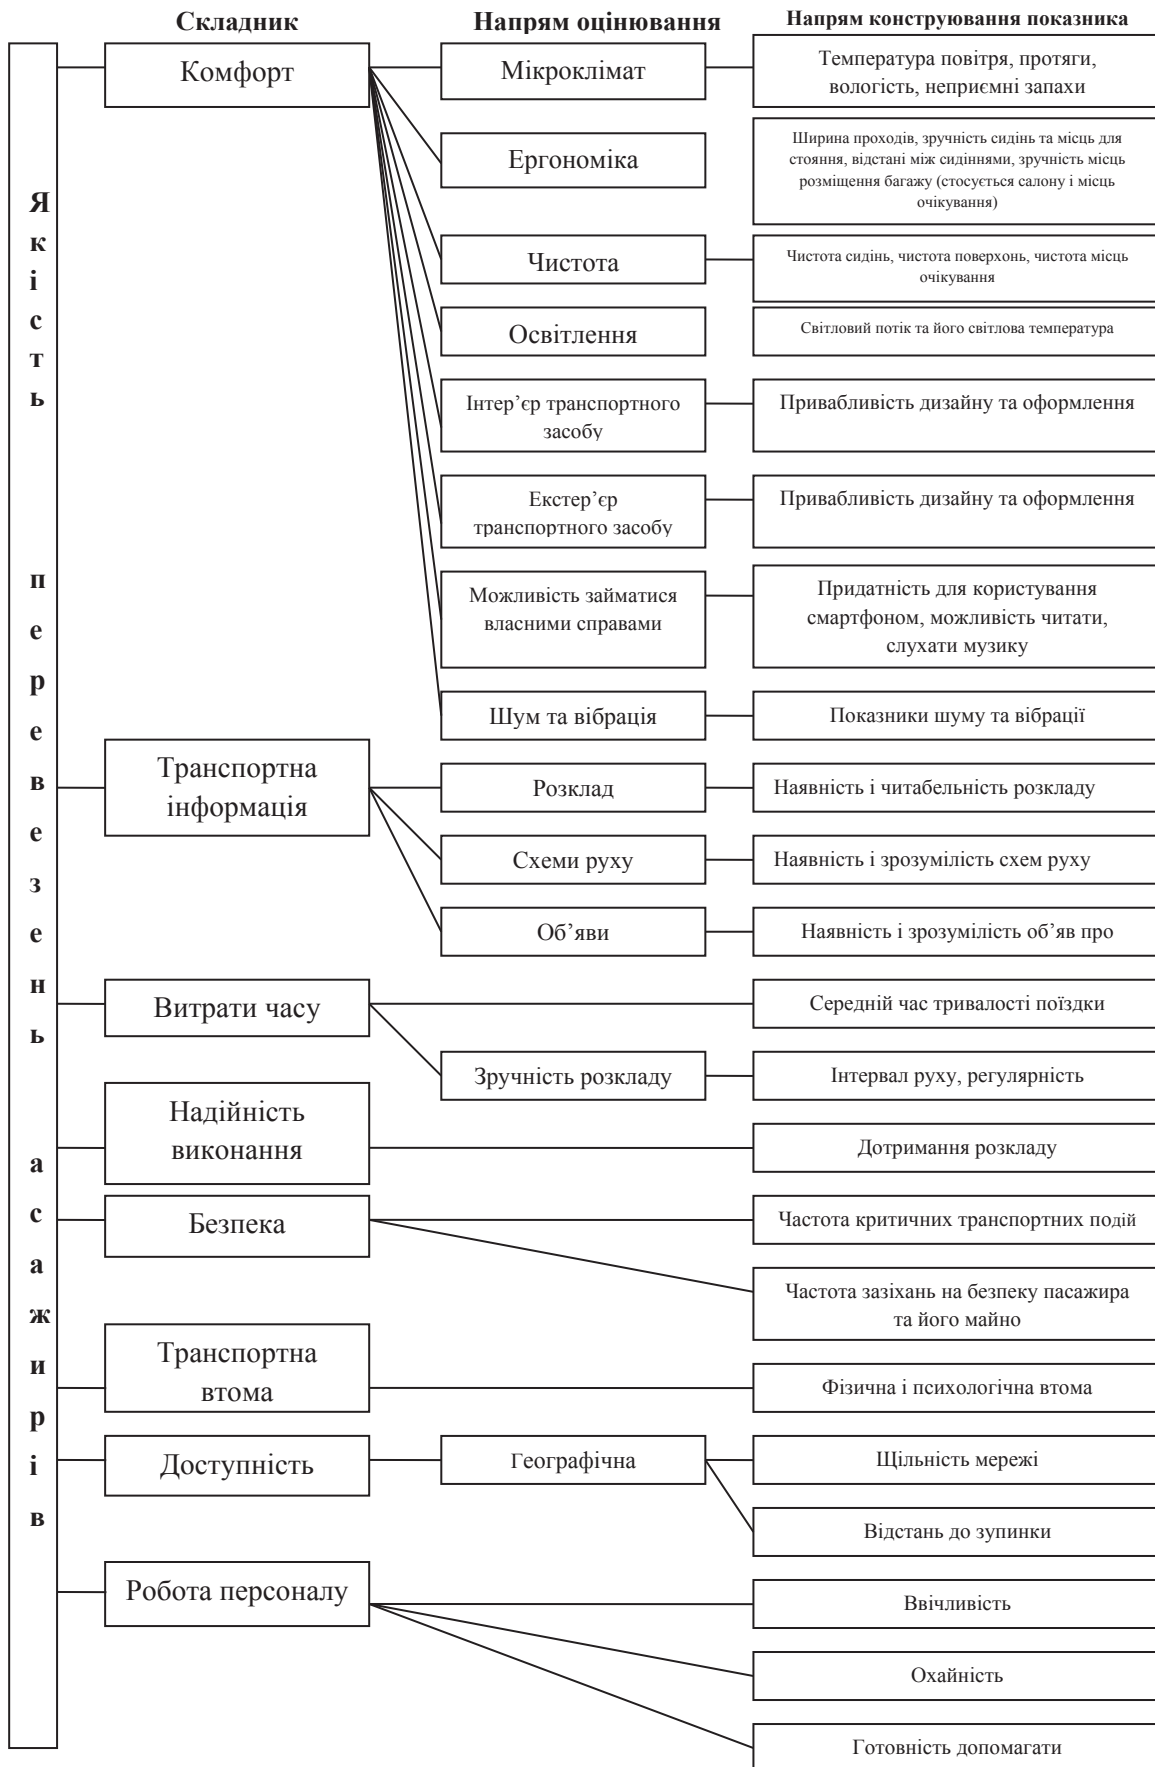 Складник
Напрям оцінювання
Напрям конструювання показника
Якість перевезень асажирів
Комфорт
Мікроклімат
Температура повітря, протяги,
вологість, неприємні запахи
Ергономіка
Ширина проходів, зручність сидінь та місць для
стояння, відстані між сидіннями, зручність місць
розміщення багажу (стосується салону і місць
очікування)
Чистота
Чистота сидінь, чистота поверхонь, чистота місць
очікування
Освітлення
Світловий потік та його світлова температура
Інтер’єр транспортного
засобу
Привабливість дизайну та оформлення
Екстер’єр
транспортного засобу
Привабливість дизайну та оформлення
Можливість займатися
власними справами
Придатність для користування
смартфоном, можливість читати,
слухати музику
Шум та вібрація
Показники шуму та вібрації
Транспортна
інформація
Розклад
Наявність і читабельність розкладу
Схеми руху
Наявність і зрозумілість схем руху
Об’яви
Наявність і зрозумілість об’яв про
Витрати часу
Середній час тривалості поїздки
Зручність розкладу
Інтервал руху, регулярність
Надійність
виконання
Дотримання розкладу
Безпека
Частота критичних транспортних подій
Частота зазіхань на безпеку пасажира
та його майно
Транспортна
втома
Фізична і психологічна втома
Доступність
Географічна
Щільність мережі
Відстань до зупинки
Робота персоналу
Ввічливість
Охайність
Готовність допомагати